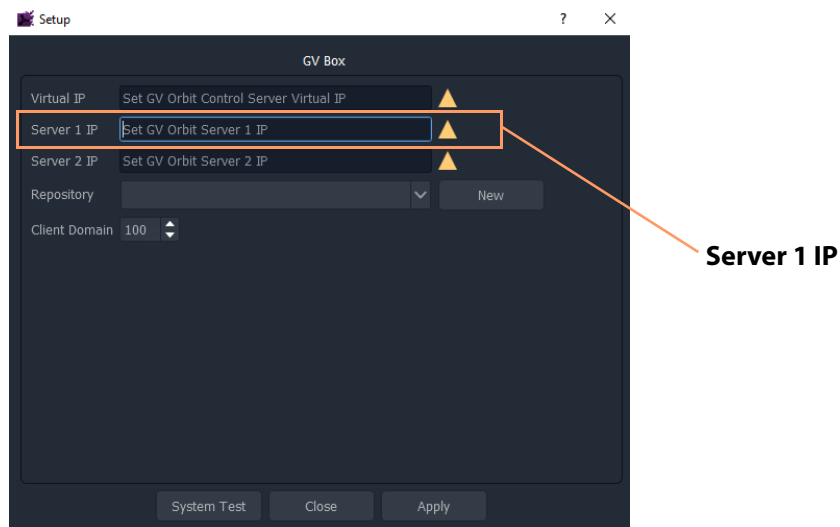 Setup
?
GV Box
Virtual IP Set GV Orbit Control Server Virtual IP
Server 1 IP Set GV Orbit Server 1 IP
Server 2 IP Set GV Orbit Server 2 IP
Repository New
Client Domain 100
Server 1 IP
System Test Close Apply